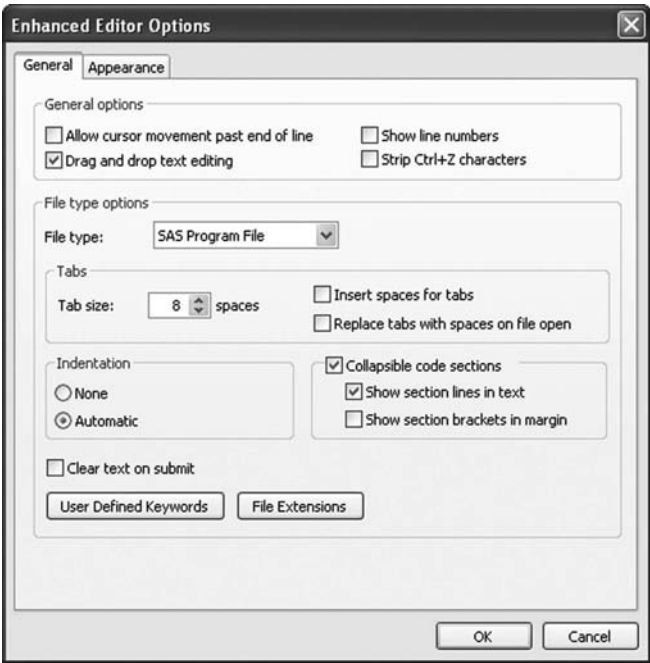 Enhanced Editor Options
General Appearance
General options
Allow cursor movement past end of line Show line numbers
Drag and drop text editing Strip Ctrl+Z characters
File type options
File type: SAS Program File
Tabs
Tab size: 8 spaces Insert spaces for tabs
Replace tabs with spaces on file open
Indentation Collapsible code sections
None Show section lines in text
Automatic Show section brackets in margin
Clear text on submit
User Defined Keywords File Extensions
OK Cancel